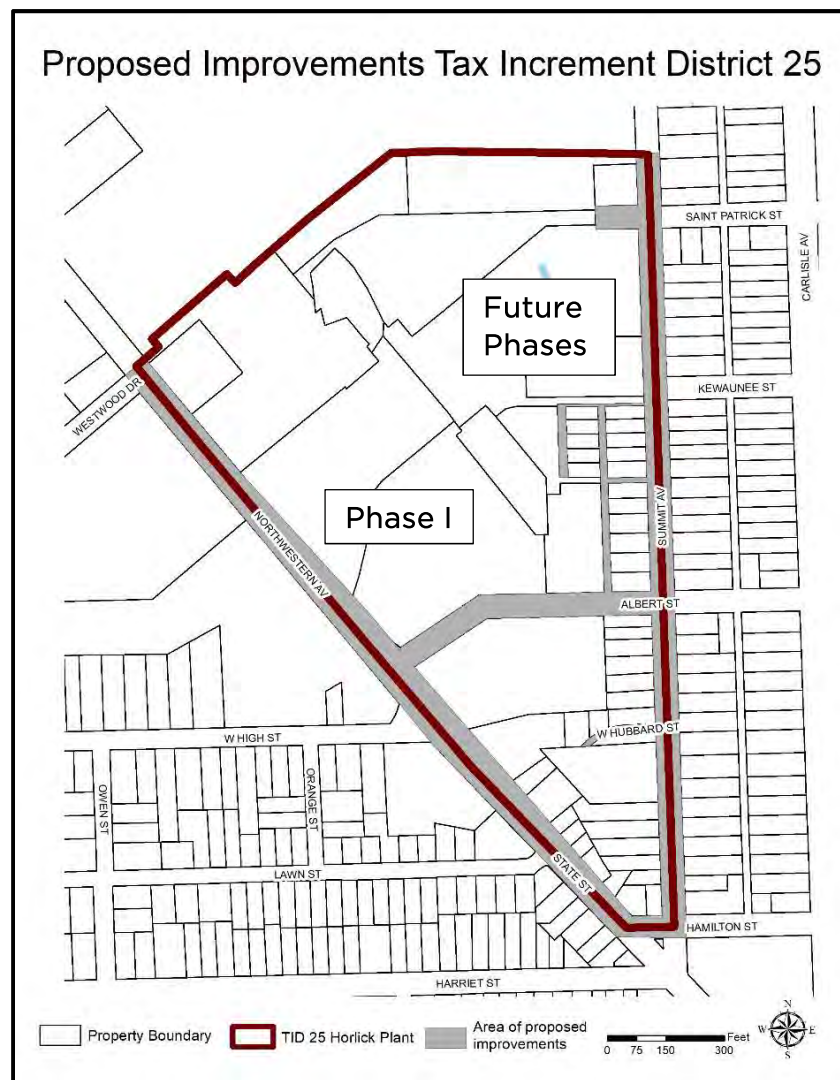 Proposed Improvements Tax Increment District 25
SAINT PATRICK ST
CARLISLE AV
Future
Phases
KEWAUNEE ST
WESTWOOD DR
Phase I
NORTHWESTERN AV
SUMMIT AV
ALBERT ST
W HUBBARD ST
W HIGH ST
OWEN ST
ORANGE ST
LAWN ST
STATE ST
HAMILTON ST
HARRIET ST
Property Boundary
TID 25 Horlick Plant
Area of proposed
improvements
Feet
0 75 150 300
N
W E
S